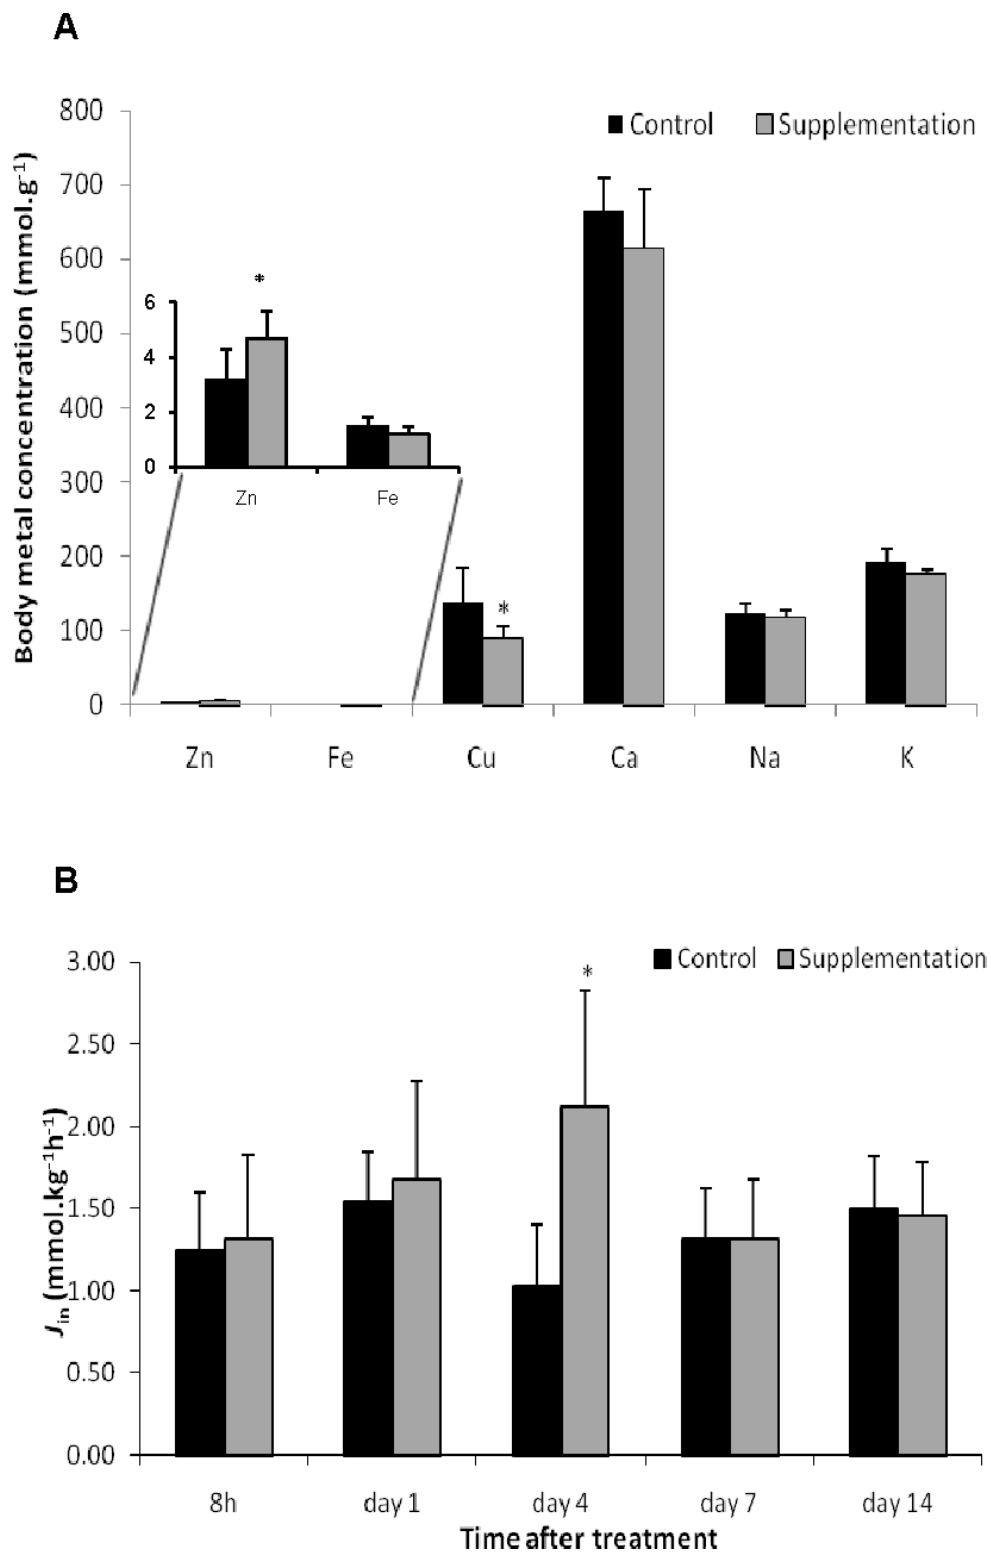 A
Body metal concentration (mmol.g⁻¹)
Control Supplementation
800
700
600
500
400
300
200
100
0
*
6
4
2
0
Zn Fe
*
Zn Fe Cu Ca Na K
B
Jin (mmol.kg⁻¹h⁻¹)
Control Supplementation
3.00
2.50
2.00
1.50
1.00
0.50
0.00
*
8h day 1 day 4 day 7 day 14
Time after treatment